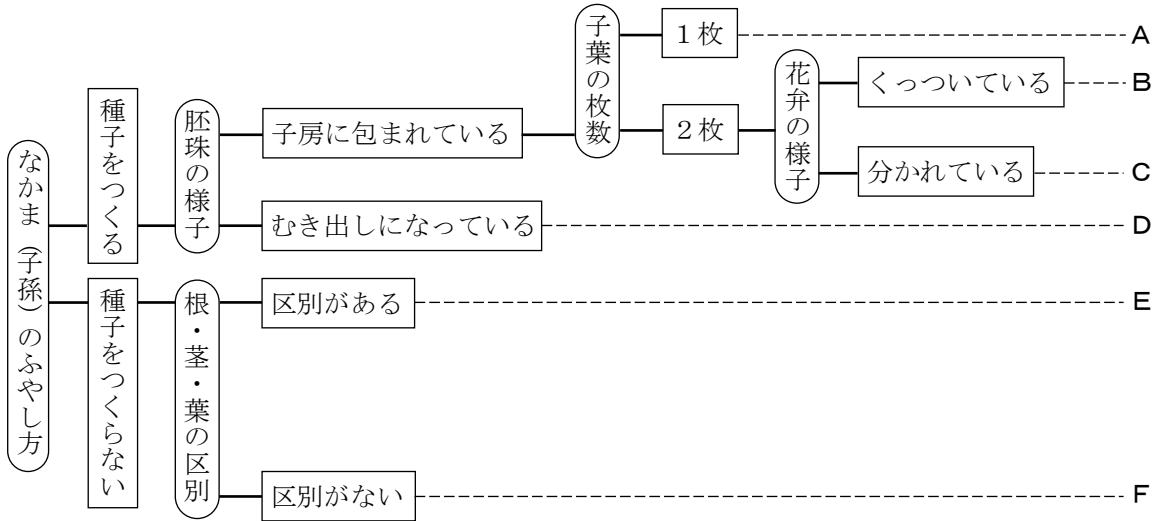 なかま（子孫）のふやし方
種子をつくる
胚珠の様子
子房に包まれている
子葉の枚数
１枚
A
２枚
花弁の様子
くっついている
B
分かれている
C
むき出しになっている
D
種子をつくらない
根・茎・葉の区別
区別がある
E
区別がない
F